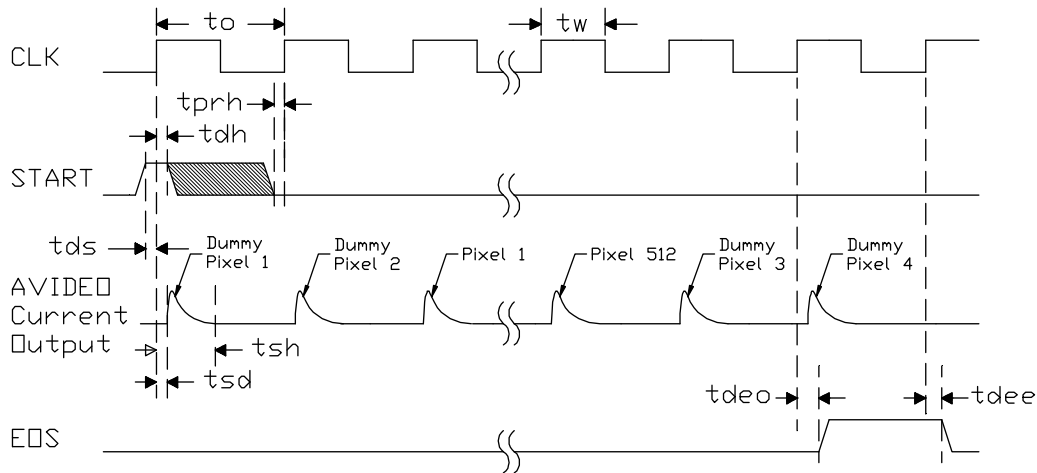 to
tw
CLK
tprh
tdh
START
tds
Dummy
Pixel 1
Dummy
Pixel 2
Pixel 1
Pixel 512
Dummy
Pixel 3
Dummy
Pixel 4
AVIDEO
Current
Output
tsh
tsd
tdeo
tdee
EOS